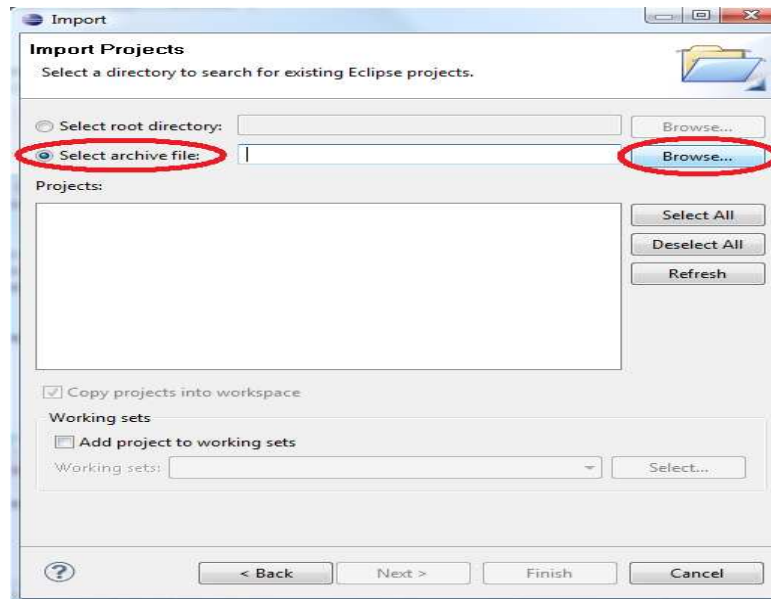 Import
Import Projects
Select a directory to search for existing Eclipse projects.
Select root directory:
Browse...
Select archive file:
Browse...
Projects:
Select All
Deselect All
Refresh
Copy projects into workspace
Working sets
Add project to working sets
Working sets:
Select...
?
< Back
Next >
Finish
Cancel